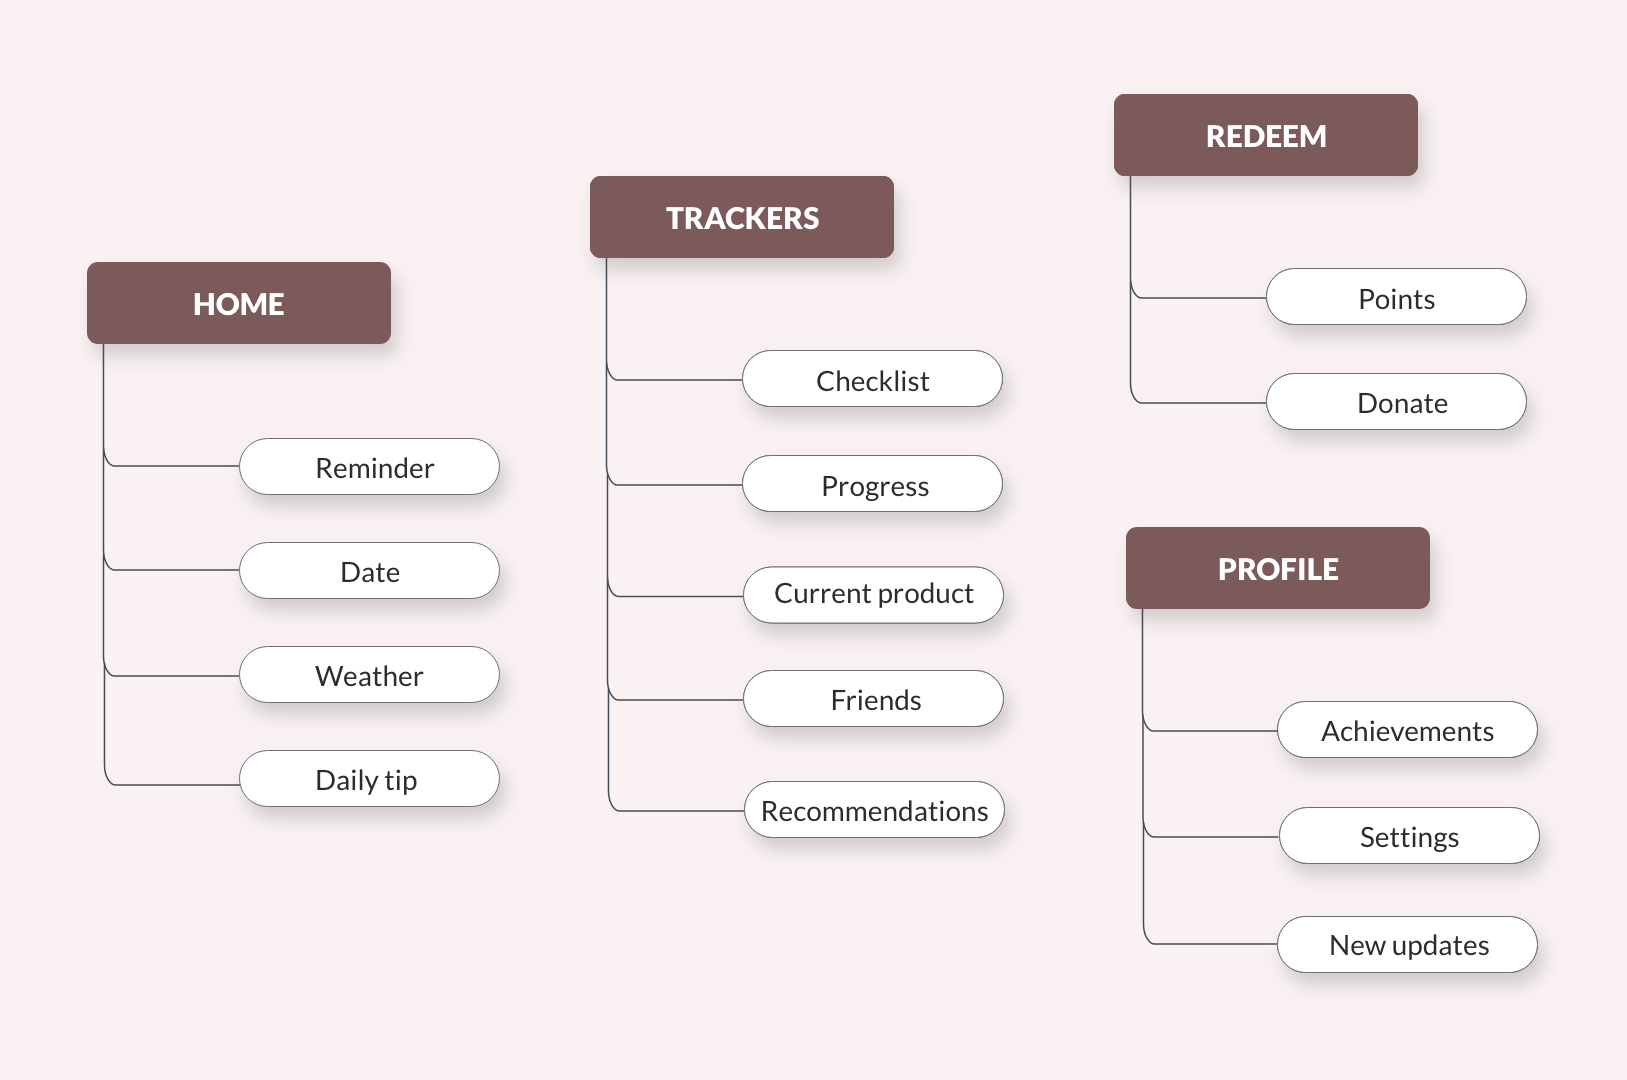 HOME
Reminder
Date
Weather
Daily tip
TRACKERS
Checklist
Progress
Current product
Friends
Recommendations
REDEEM
Points
Donate
PROFILE
Achievements
Settings
New updates